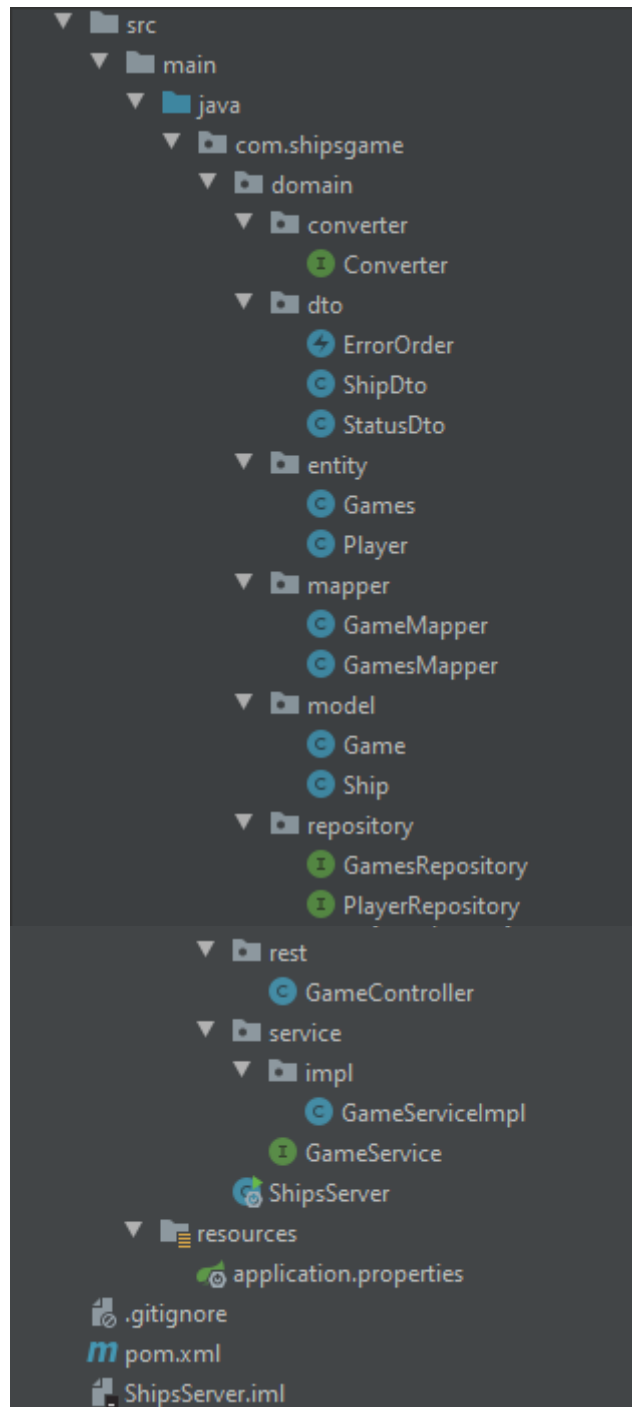 src
main
java
com.shipsgame
domain
converter
Converter
dto
ErrorOrder
ShipDto
StatusDto
entity
Games
Player
mapper
GameMapper
GamesMapper
model
Game
Ship
repository
GamesRepository
PlayerRepository
rest
GameController
service
impl
GameServiceImpl
GameService
ShipsServer
resources
application.properties
.gitignore
pom.xml
ShipsServer.iml